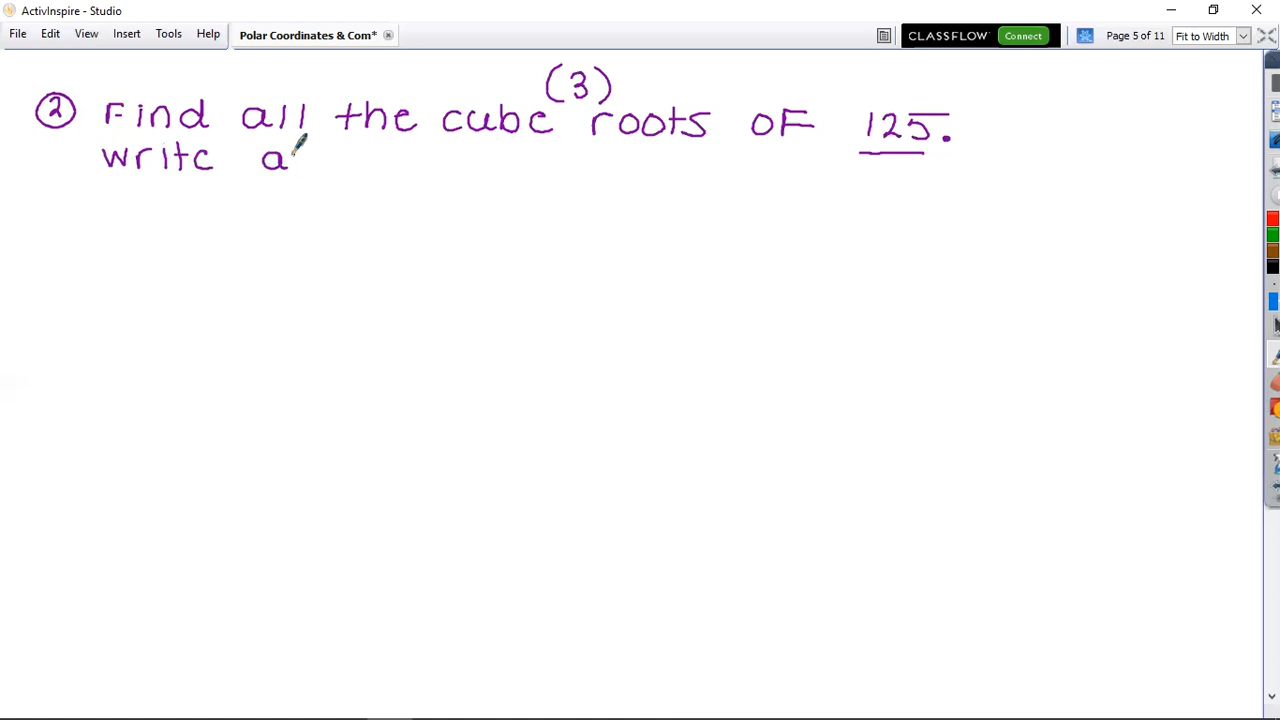 ActivInspire - Studio
File Edit View Insert Tools Help Polar Coordinates & Com* CLASSFLOW Connect Page 5 of 11 Fit to Width
(3)
② Find all the cube roots of 125.
write a